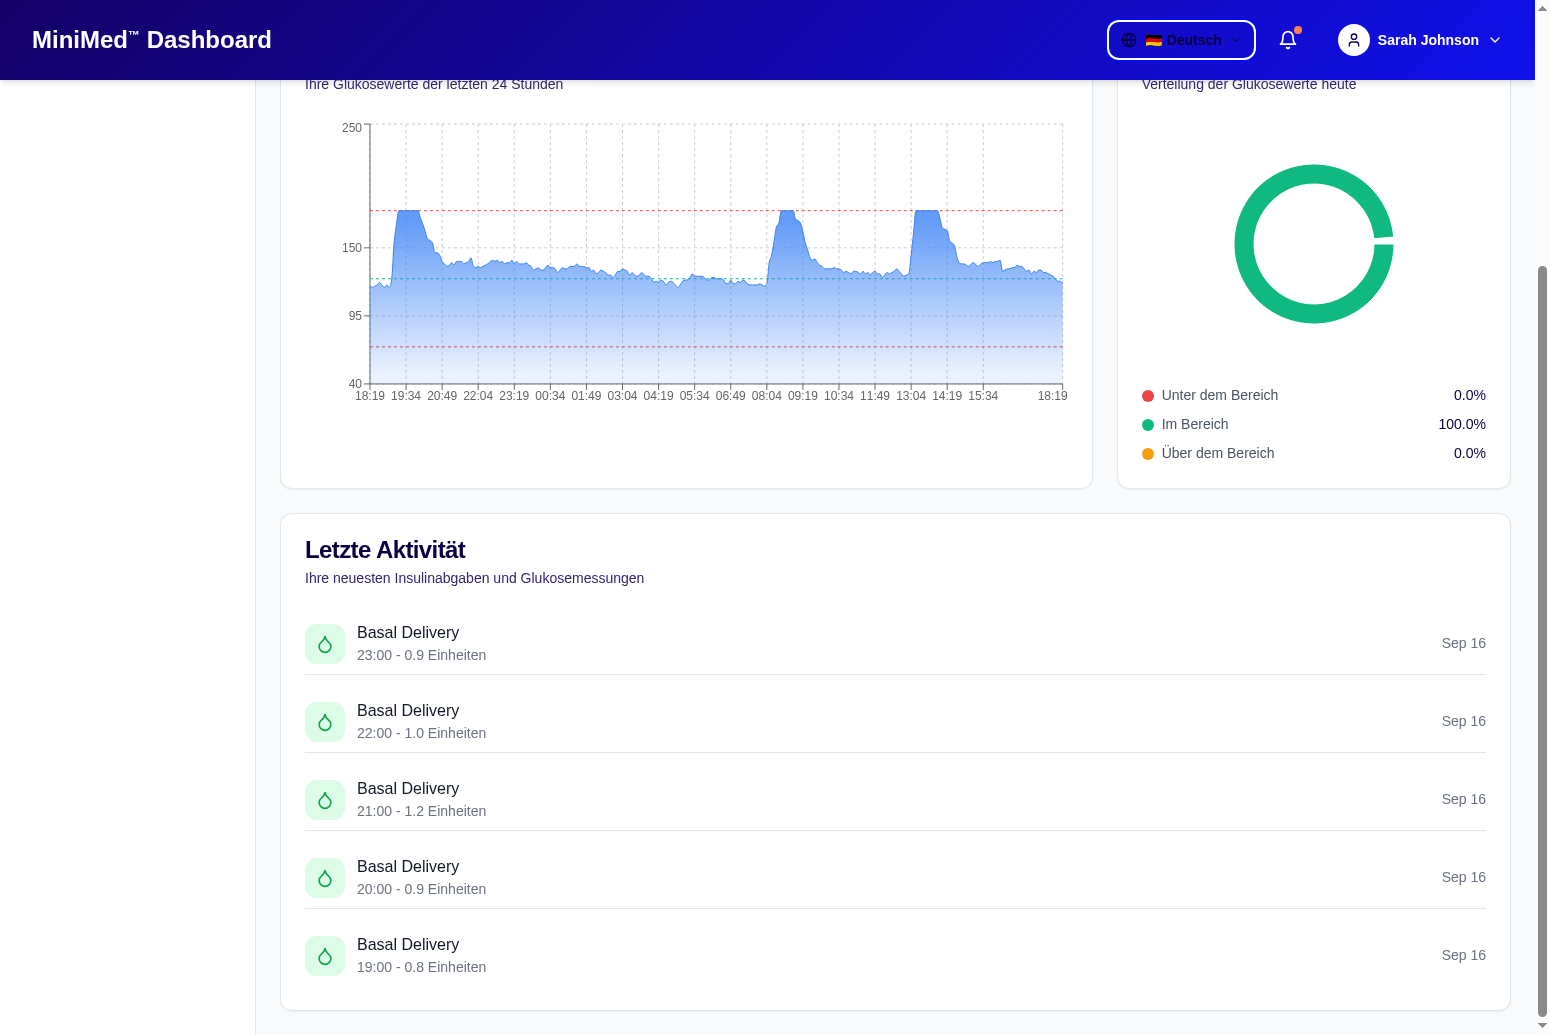 MiniMed™ Dashboard
Deutsch
Sarah Johnson
Ihre Glukosewerte der letzten 24 Stunden
250
150
95
40
18:19 19:34 20:49 22:04 23:19 00:34 01:49 03:04 04:19 05:34 06:49 08:04 09:19 10:34 11:49 13:04 14:19 15:34 18:19
Verteilung der Glukosewerte heute
Unter dem Bereich 0.0%
Im Bereich 100.0%
Über dem Bereich 0.0%
Letzte Aktivität
Ihre neuesten Insulinabgaben und Glukosemessungen
Basal Delivery
23:00 - 0.9 Einheiten
Sep 16
Basal Delivery
22:00 - 1.0 Einheiten
Sep 16
Basal Delivery
21:00 - 1.2 Einheiten
Sep 16
Basal Delivery
20:00 - 0.9 Einheiten
Sep 16
Basal Delivery
19:00 - 0.8 Einheiten
Sep 16